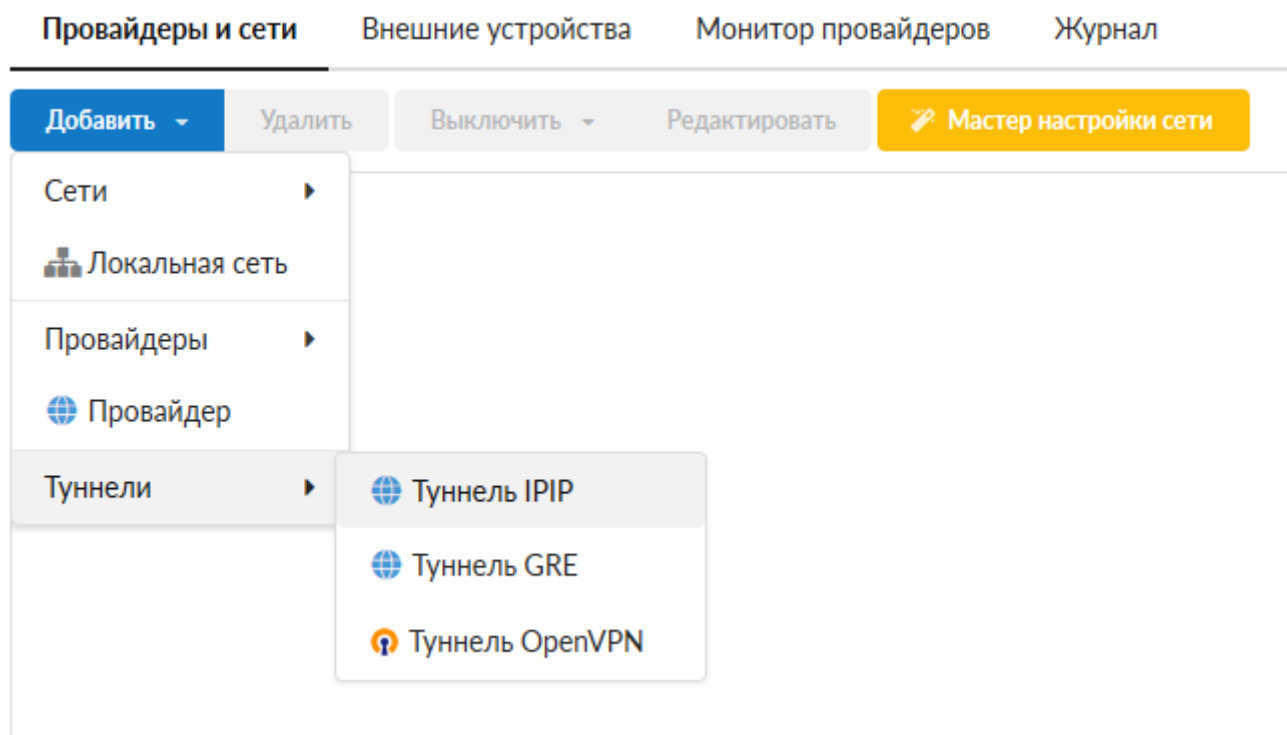 Провайдеры и сети Внешние устройства Монитор провайдеров Журнал
Добавить Удалить Выключить Редактировать Мастер настройки сети
Сети
Локальная сеть
Провайдеры
Провайдер
Туннели
Туннель IPIP
Туннель GRE
Туннель OpenVPN